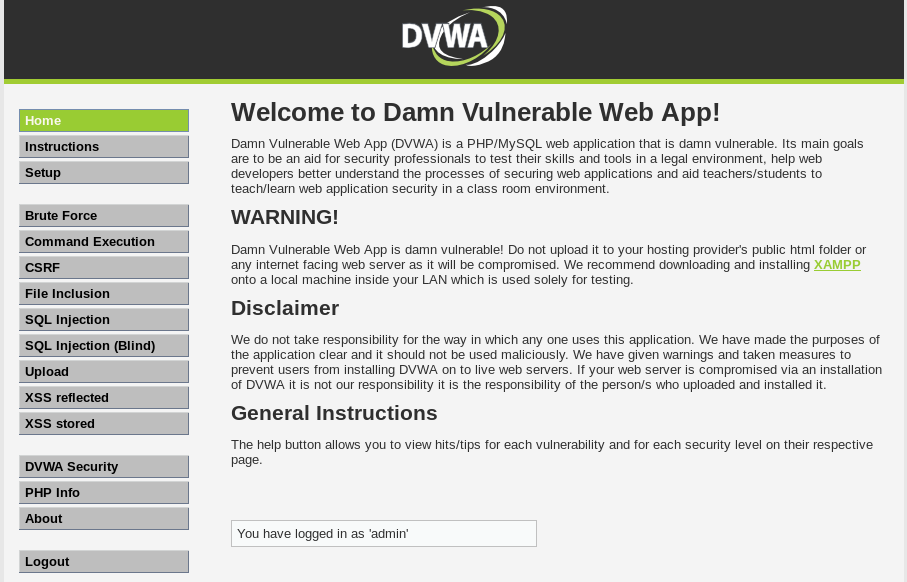 DVWA
Home
Instructions
Setup
Brute Force
Command Execution
CSRF
File Inclusion
SQL Injection
SQL Injection (Blind)
Upload
XSS reflected
XSS stored
DVWA Security
PHP Info
About
Logout
Welcome to Damn Vulnerable Web App!
Damn Vulnerable Web App (DVWA) is a PHP/MySQL web application that is damn vulnerable. Its main goals
are to be an aid for security professionals to test their skills and tools in a legal environment, help web
developers better understand the processes of securing web applications and aid teachers/students to
teach/learn web application security in a class room environment.
WARNING!
Damn Vulnerable Web App is damn vulnerable! Do not upload it to your hosting provider's public html folder or
any internet facing web server as it will be compromised. We recommend downloading and installing XAMPP
onto a local machine inside your LAN which is used solely for testing.
Disclaimer
We do not take responsibility for the way in which any one uses this application. We have made the purposes of
the application clear and it should not be used maliciously. We have given warnings and taken measures to
prevent users from installing DVWA on to live web servers. If your web server is compromised via an installation
of DVWA it is not our responsibility it is the responsibility of the person/s who uploaded and installed it.
General Instructions
The help button allows you to view hits/tips for each vulnerability and for each security level on their respective
page.
You have logged in as 'admin'